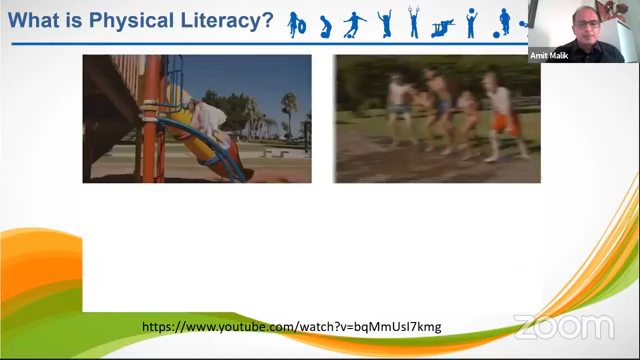 What is Physical Literacy?
Amit Malik
https://www.youtube.com/watch?v=bqMmUsI7kmg
zoom